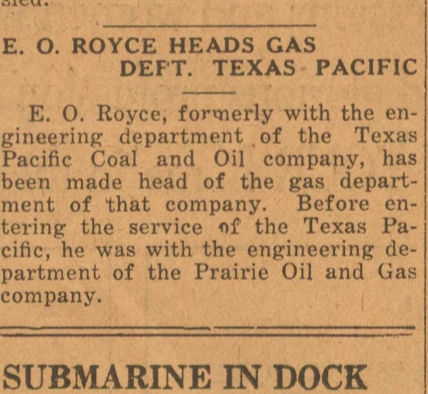 sied.
E. O. ROYCE HEADS GAS
DEPT. TEXAS PACIFIC
E. O. Royce, formerly with the en-
gineering department of the Texas
Pacific Coal and Oil company, has
been made head of the gas depart-
ment of that company. Before en-
tering the service of the Texas Pa-
cific, he was with the engineering de-
partment of the Prairie Oil and Gas
company.
SUBMARINE IN DOCK